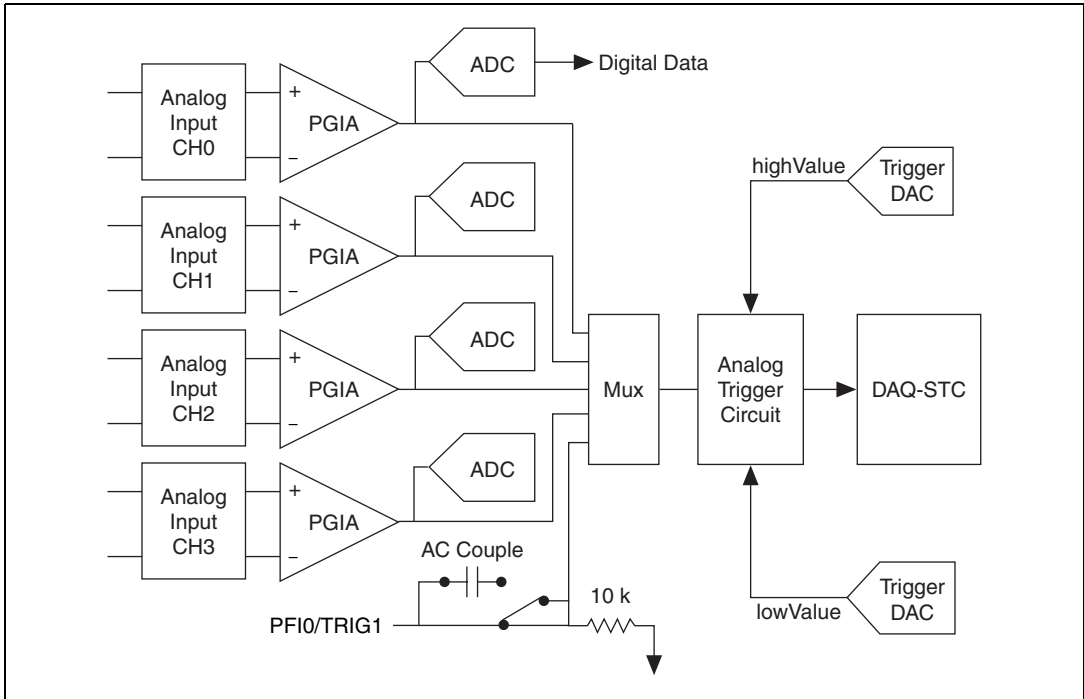 Analog
Input
CH0
+
−
PGIA
ADC
Digital Data
Analog
Input
CH1
+
−
PGIA
ADC
Analog
Input
CH2
+
−
PGIA
ADC
Analog
Input
CH3
+
−
PGIA
ADC
Mux
highValue
Trigger
DAC
Analog
Trigger
Circuit
DAQ-STC
lowValue
Trigger
DAC
AC Couple
PFI0/TRIG1
10 k